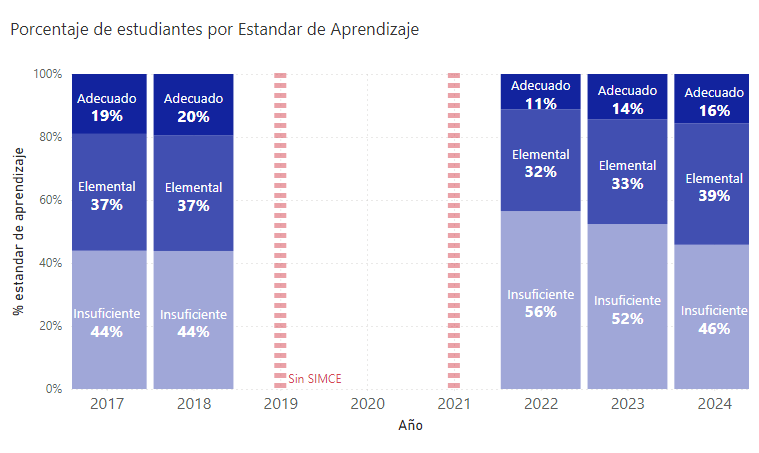 Porcentaje de estudiantes por Estandar de Aprendizaje
% estandar de aprendizaje
100%
80%
60%
40%
20%
0%
Adecuado
19%
Elemental
37%
Insuficiente
44%
Adecuado
20%
Elemental
37%
Insuficiente
44%
Sin SIMCE
Adecuado
11%
Elemental
32%
Insuficiente
56%
Adecuado
14%
Elemental
33%
Insuficiente
52%
Adecuado
16%
Elemental
39%
Insuficiente
46%
2017 2018 2019 2020 2021 2022 2023 2024
Año